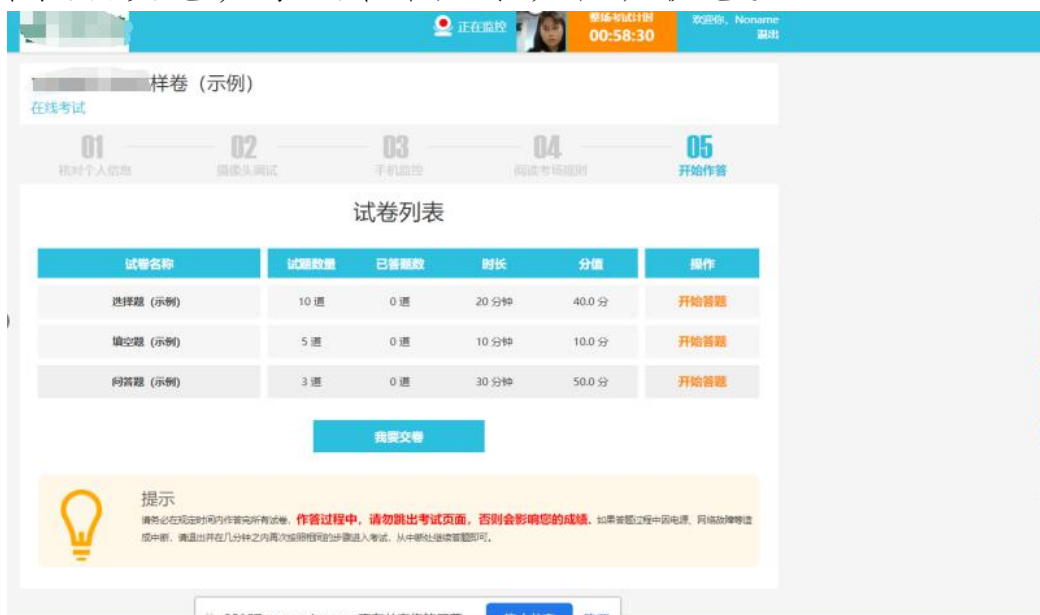 正在监控
整场考试计时
00:58:30
欢迎你，Noname
退出
样卷（示例）
在线考试
01
核对个人信息
02
摄像头调试
03
手机监控
04
阅读考场规则
05
开始作答
试卷列表
试卷名称 试题数量 已答题数 时长 分值 操作
选择题（示例） 10 道 0 道 20 分钟 40.0 分 开始答题
填空题（示例） 5 道 0 道 10 分钟 10.0 分 开始答题
问答题（示例） 3 道 0 道 30 分钟 50.0 分 开始答题
我要交卷
提示
请务必在规定时间内作答完所有试卷，作答过程中，请勿跳出考试页面，否则会影响您的成绩，如果答题过程中因电源、网络故障等造
成中断，请退出并在几分钟之内再次按照相同的步骤进入考试，从中断处继续答题即可。